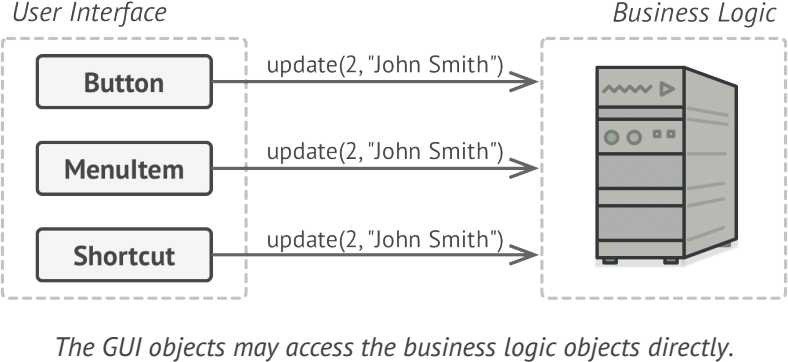 User Interface
Business Logic
Button
update(2, "John Smith")
MenuItem
update(2, "John Smith")
Shortcut
update(2, "John Smith")
The GUI objects may access the business logic objects directly.